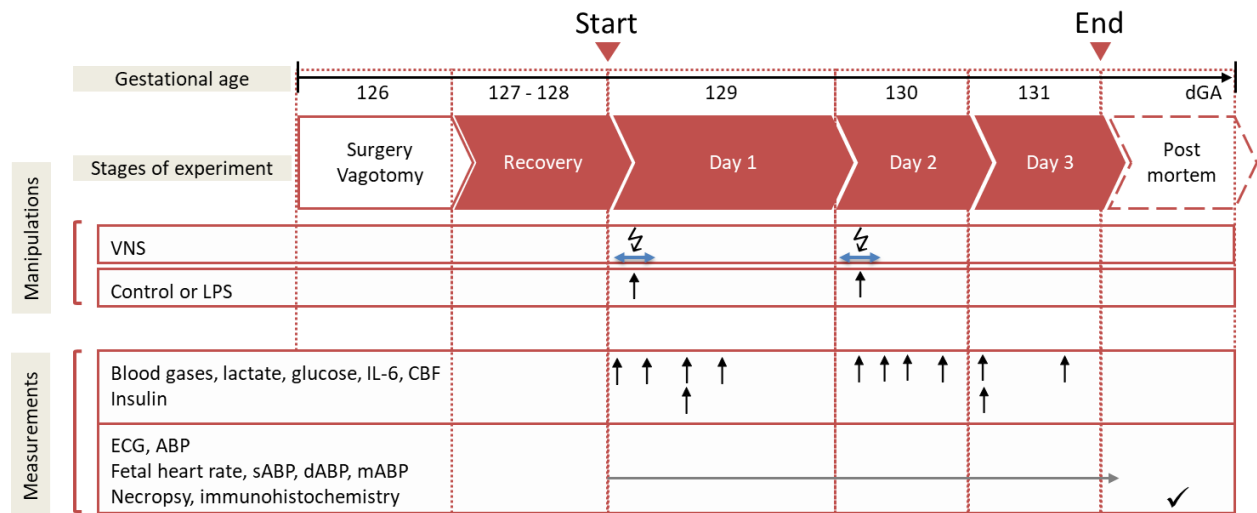 Start
End
Gestational age
126
127 - 128
129
130
131
dGA
Stages of experiment
Surgery
Vagotomy
Recovery
Day 1
Day 2
Day 3
Post
mortem
Manipulations
VNS
Control or LPS
Measurements
Blood gases, lactate, glucose, IL-6, CBF
Insulin
ECG, ABP
Fetal heart rate, sABP, dABP, mABP
Necropsy, immunohistochemistry